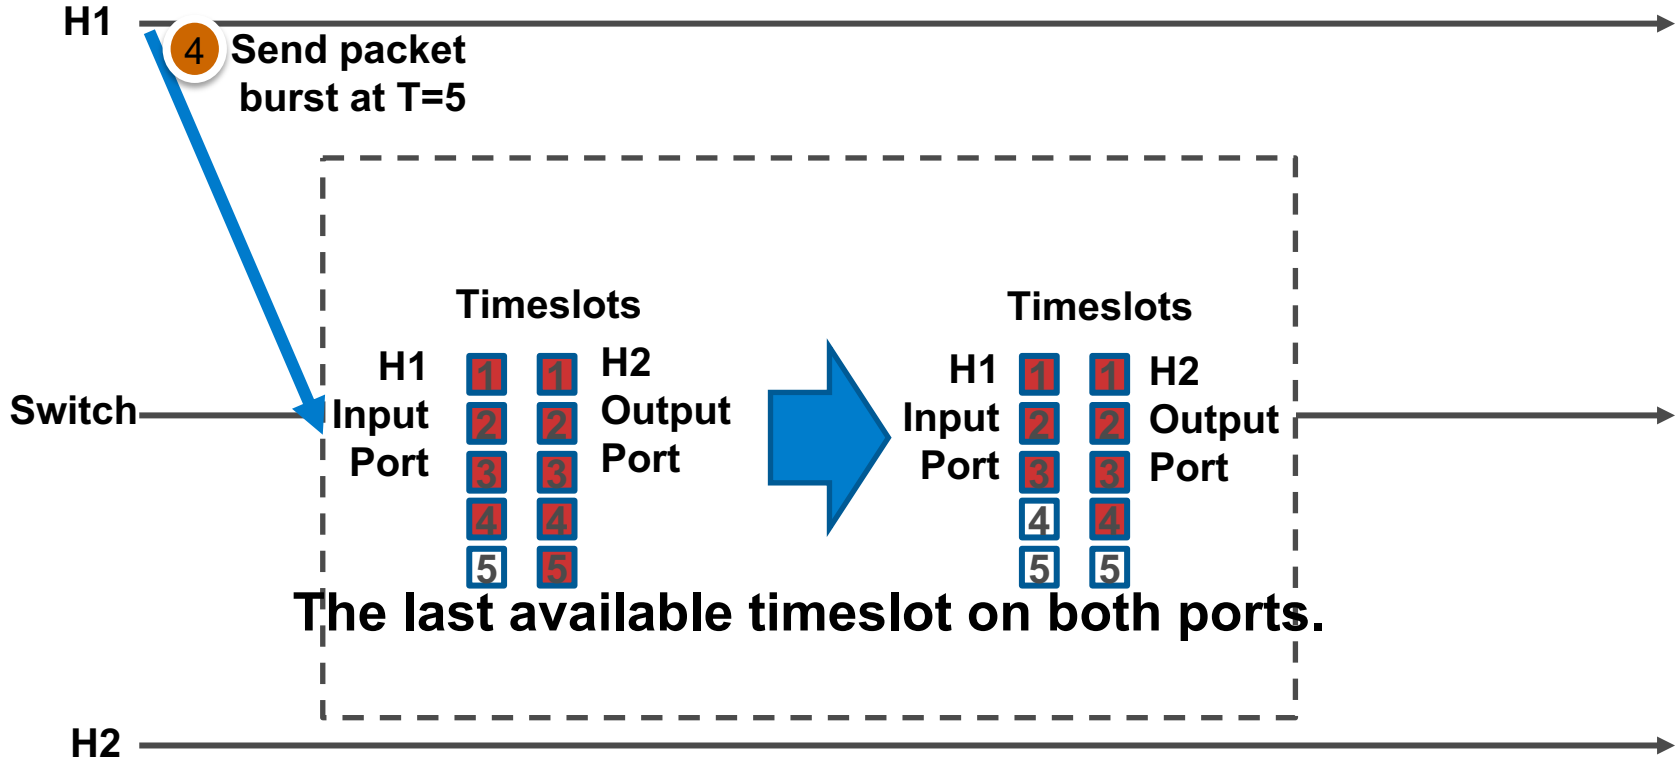 H1
4
Send packet
burst at T=5
Timeslots
Timeslots
H1
Input
Port
1 1
2 2
3 3
4 4
5 5
H2
Output
Port
H1
Input
Port
1 1
2 2
3 3
4 4
5 5
H2
Output
Port
Switch
The last available timeslot on both ports.
H2